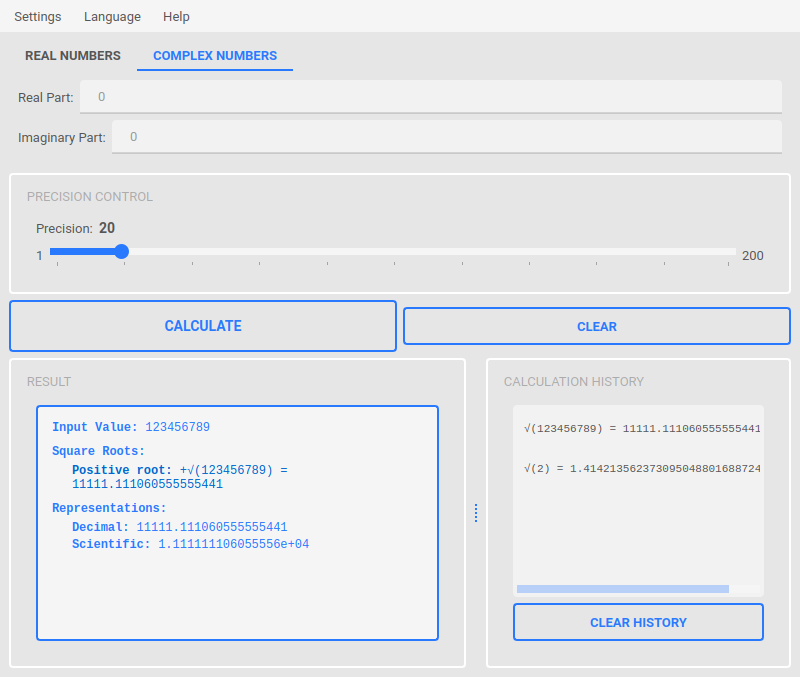 Settings Language Help
REAL NUMBERS COMPLEX NUMBERS
Real Part: 0
Imaginary Part: 0
PRECISION CONTROL
Precision: 20
1 200
CALCULATE CLEAR
RESULT
Input Value: 123456789
Square Roots:
Positive root: +√(123456789) =
11111.111060555555441
Representations:
Decimal: 11111.111060555555441
Scientific: 1.111111106055556e+04
CALCULATION HISTORY
√(123456789) = 11111.111060555555441
√(2) = 1.414213562373095048801688724
CLEAR HISTORY